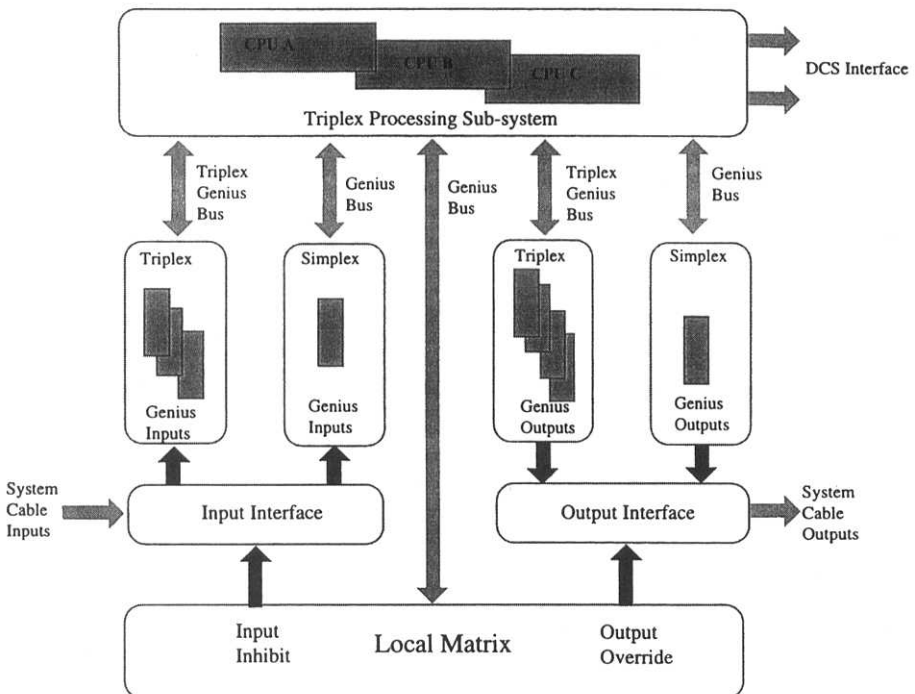 CPU A
CPU B
CPU C
Triplex Processing Sub-system
DCS Interface
Triplex
Genius
Bus
Genius
Bus
Genius
Bus
Triplex
Genius
Bus
Genius
Bus
Triplex
Genius
Inputs
Simplex
Genius
Inputs
Triplex
Genius
Outputs
Simplex
Genius
Outputs
System
Cable
Inputs
Input Interface
Output Interface
System
Cable
Outputs
Input
Inhibit
Local Matrix
Output
Override